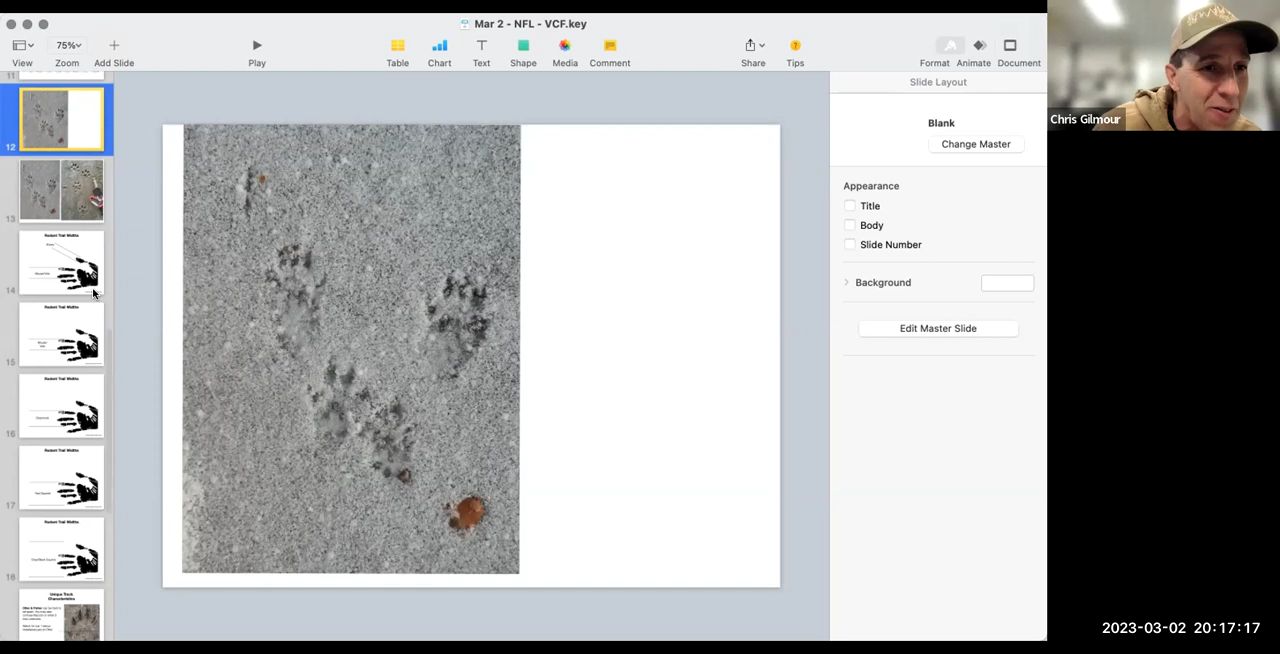 Mar 2 - NFL - VCF.key
View
75%
Zoom
Add Slide
Play
Table
Chart
Text
Shape
Media
Comment
Share
Tips
Format
Animate
Document
Slide Layout
Blank
Change Master
Appearance
Title
Body
Slide Number
Background
Edit Master Slide
11
12
13
Rodent Trail Widths
14
Rodent Trail Widths
15
Rodent Trail Widths
16
Rodent Trail Widths
17
Rodent Trail Widths
18
Unique Track
Characteristics
Chris Gilmour
2023-03-02 20:17:17